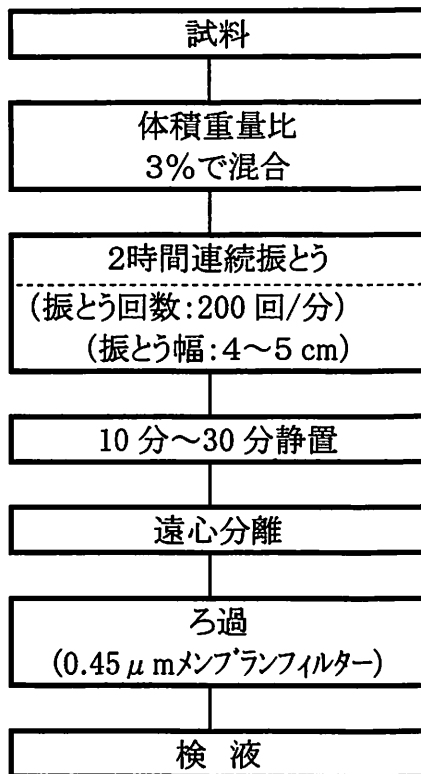 試料
体積重量比
3%で混合
2時間連続振とう
(振とう回数:200 回/分)
(振とう幅:4～5 cm)
10 分～30 分静置
遠心分離
ろ過
(0.45μmメンブランフィルター)
検 液